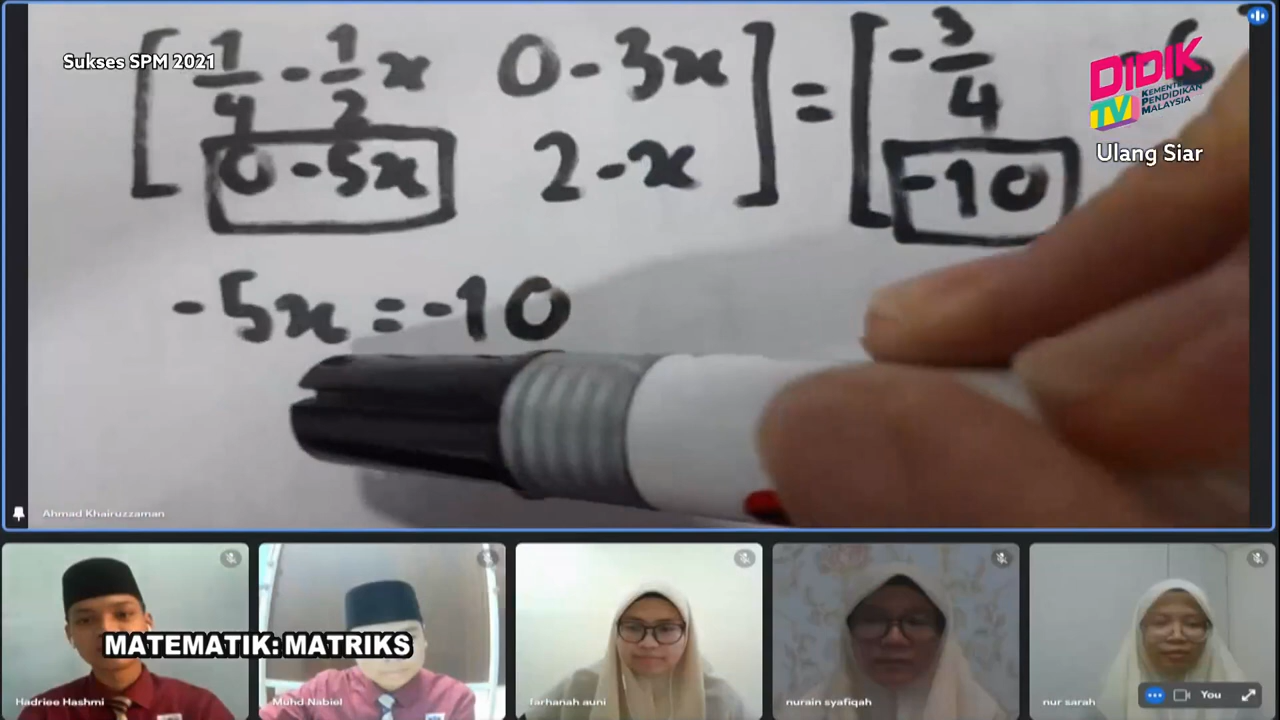 Sukses SPM 2021
[ 1/4 - 1/2 x   0 - 3x ] = [ - 3/4   -6
[ 0 - 5x   2 - x ]   [ -10
-5x = -10
DIDIK
TV
KEMENTERIAN
PENDIDIKAN
MALAYSIA
Ulang Siar
Ahmad Khairuzzaman
MATEMATIK: MATRIKS
Hadriee Hashmi
Muhd Nabiel
farhanah auni
nurain syafiqah
nur sarah
You